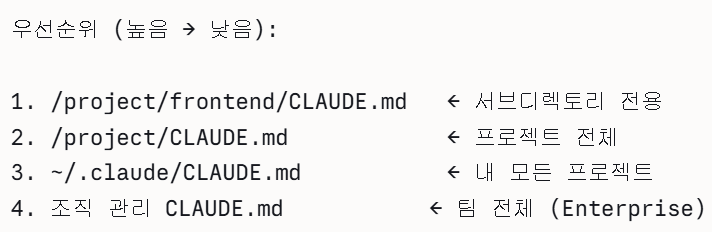 우선순위 (높음 → 낮음):
1. /project/frontend/CLAUDE.md ← 서브디렉토리 전용
2. /project/CLAUDE.md ← 프로젝트 전체
3. ~/.claude/CLAUDE.md ← 내 모든 프로젝트
4. 조직 관리 CLAUDE.md ← 팀 전체 (Enterprise)